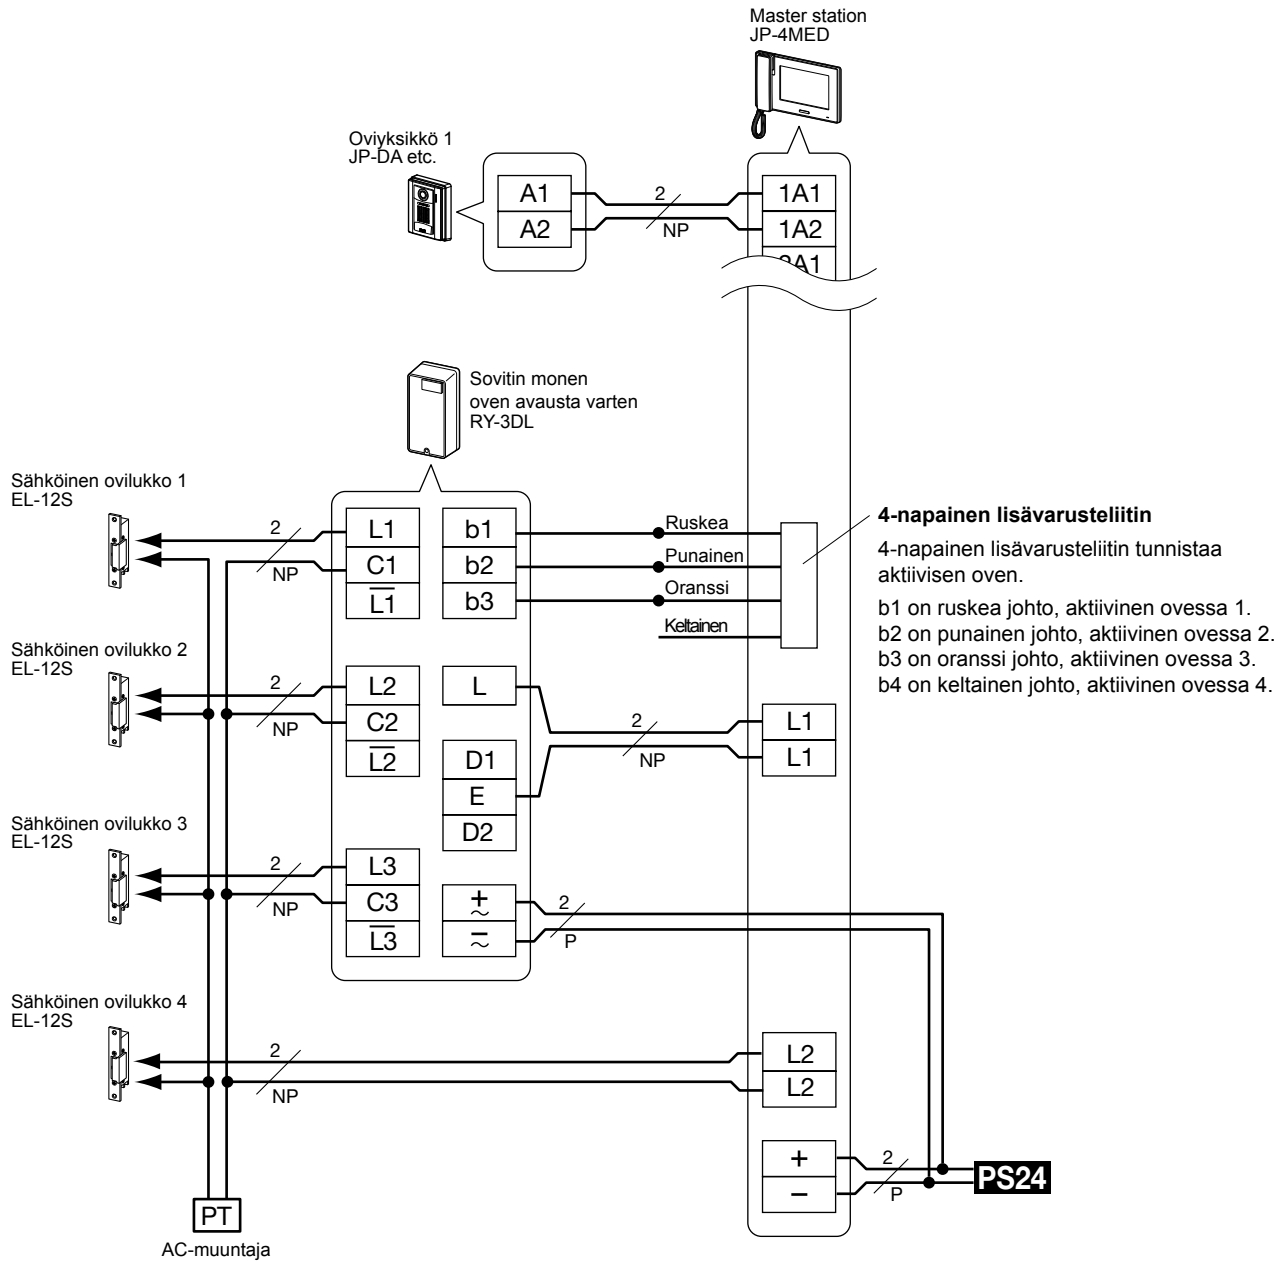 Master station
JP-4MED
Oviyksikkö 1
JP-DA etc.
A1
A2
2
NP
1A1
1A2
2A1
Sovitin monen
oven avausta varten
RY-3DL
Sähköinen ovilukko 1
EL-12S
2
NP
L1
C1
L̅1̅
b1
b2
b3
Ruskea
Punainen
Oranssi
Keltainen
4-napainen lisävarusteliitin
4-napainen lisävarusteliitin tunnistaa
aktiivisen oven.
b1 on ruskea johto, aktiivinen ovessa 1.
b2 on punainen johto, aktiivinen ovessa 2.
b3 on oranssi johto, aktiivinen ovessa 3.
b4 on keltainen johto, aktiivinen ovessa 4.
Sähköinen ovilukko 2
EL-12S
2
NP
L2
C2
L̅2̅
L
D1
E
D2
2
NP
L1
L1
Sähköinen ovilukko 3
EL-12S
2
NP
L3
C3
L̅3̅
+
~
−
~
2
P
Sähköinen ovilukko 4
EL-12S
2
NP
L2
L2
+
−
2
P
PS24
PT
AC-muuntaja